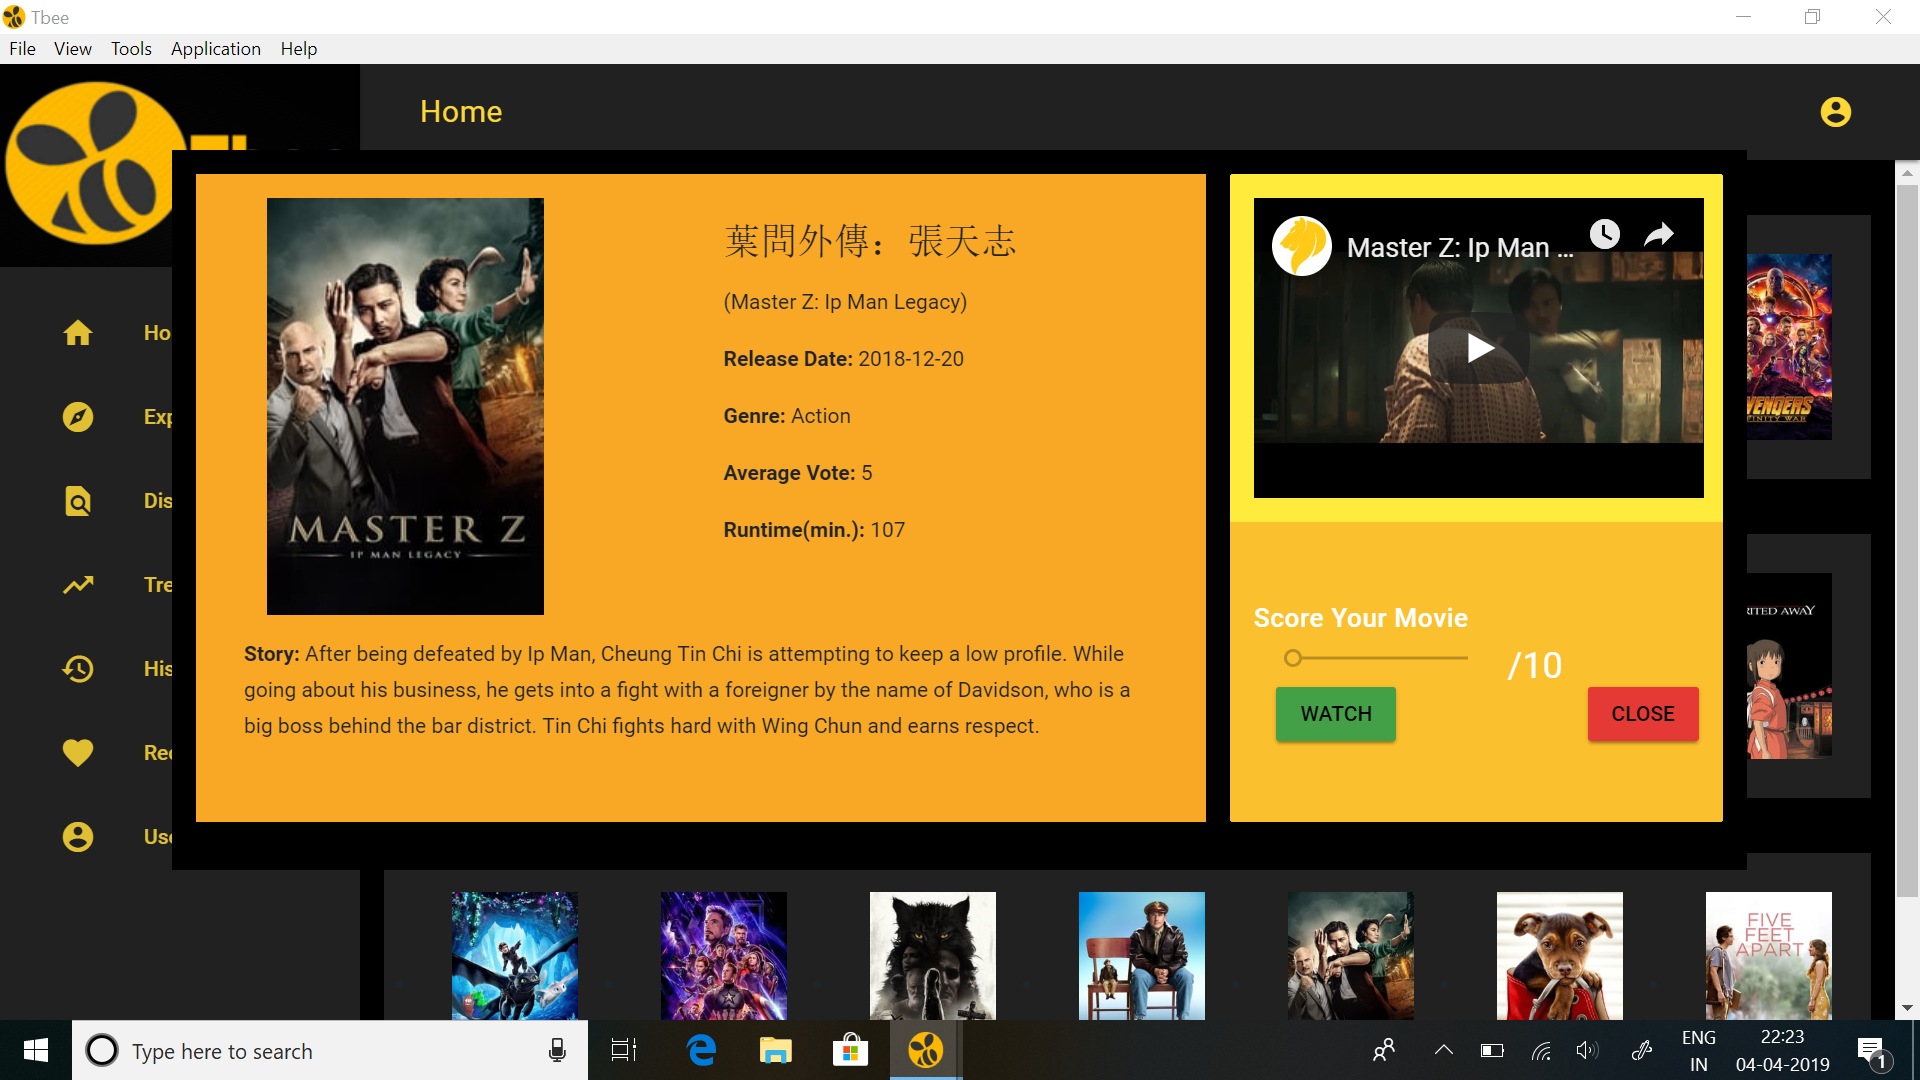 Tbee
File View Tools Application Help
Home
葉問外傳：張天志
(Master Z: Ip Man Legacy)
Release Date: 2018-12-20
Genre: Action
Average Vote: 5
Runtime(min.): 107
MASTER Z
IP MAN LEGACY
Story: After being defeated by Ip Man, Cheung Tin Chi is attempting to keep a low profile. While
going about his business, he gets into a fight with a foreigner by the name of Davidson, who is a
big boss behind the bar district. Tin Chi fights hard with Wing Chun and earns respect.
Master Z: Ip Man ...
Score Your Movie
/10
WATCH
CLOSE
Ho
Exp
Dis
Tre
His
Rec
Use
VENGERS
FINITY WAR
RITED AWAY
FIVE
FEET
APART
Type here to search
ENG
IN
22:23
04-04-2019
1